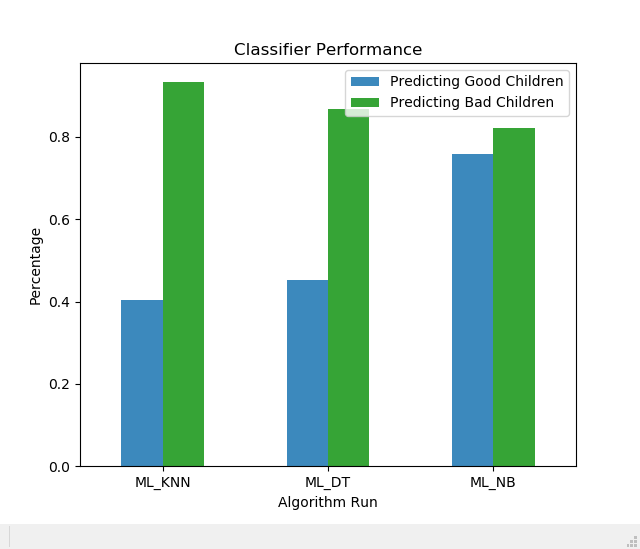 Classifier Performance
Predicting Good Children
Predicting Bad Children
0.8
0.6
0.4
0.2
0.0
Percentage
ML_KNN
ML_DT
ML_NB
Algorithm Run